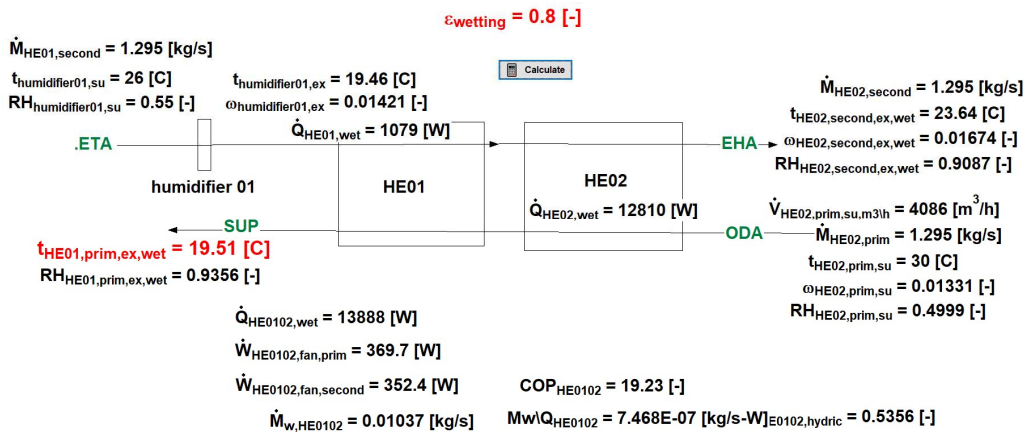 εwetting = 0.8 [-]
ṀHE01,second = 1.295 [kg/s]
thumidifier01,su = 26 [C]
RHhumidifier01,su = 0.55 [-]
thumidifier01,ex = 19.46 [C]
ωhumidifier01,ex = 0.01421 [-]
Calculate
ṀHE02,second = 1.295 [kg/s]
tHE02,second,ex,wet = 23.64 [C]
ωHE02,second,ex,wet = 0.01674 [-]
RHHE02,second,ex,wet = 0.9087 [-]
.ETA
Q̇HE01,wet = 1079 [W]
EHA
humidifier 01
HE01
HE02
Q̇HE02,wet = 12810 [W]
SUP
ODA
tHE01,prim,ex,wet = 19.51 [C]
RHHE01,prim,ex,wet = 0.9356 [-]
V̇HE02,prim,su,m3\h = 4086 [m3/h]
ṀHE02,prim = 1.295 [kg/s]
tHE02,prim,su = 30 [C]
ωHE02,prim,su = 0.01331 [-]
RHHE02,prim,su = 0.4999 [-]
Q̇HE0102,wet = 13888 [W]
ẆHE0102,fan,prim = 369.7 [W]
ẆHE0102,fan,second = 352.4 [W]
Ṁw,HE0102 = 0.01037 [kg/s]
COPHE0102 = 19.23 [-]
Mw\QHE0102 = 7.468E-07 [kg/s-W]E0102,hydric = 0.5356 [-]